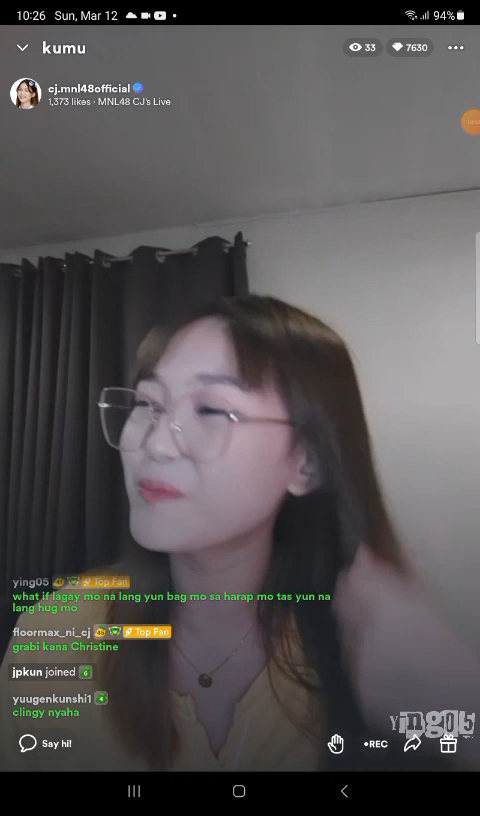 10:26 Sun, Mar 12 94%
kumu 33 7630
cj.mnl48official
1,373 likes · MNL48 CJ's Live
ying05 Top Fan
what if lagay mo na lang yun bag mo sa harap mo tas yun na
lang hug mo
floormax_ni_cj Top Fan
grabi kana Christine
jpkun joined 6
yuugenkunshi1 4
clingy nyaha
ying05
Say hi! •REC